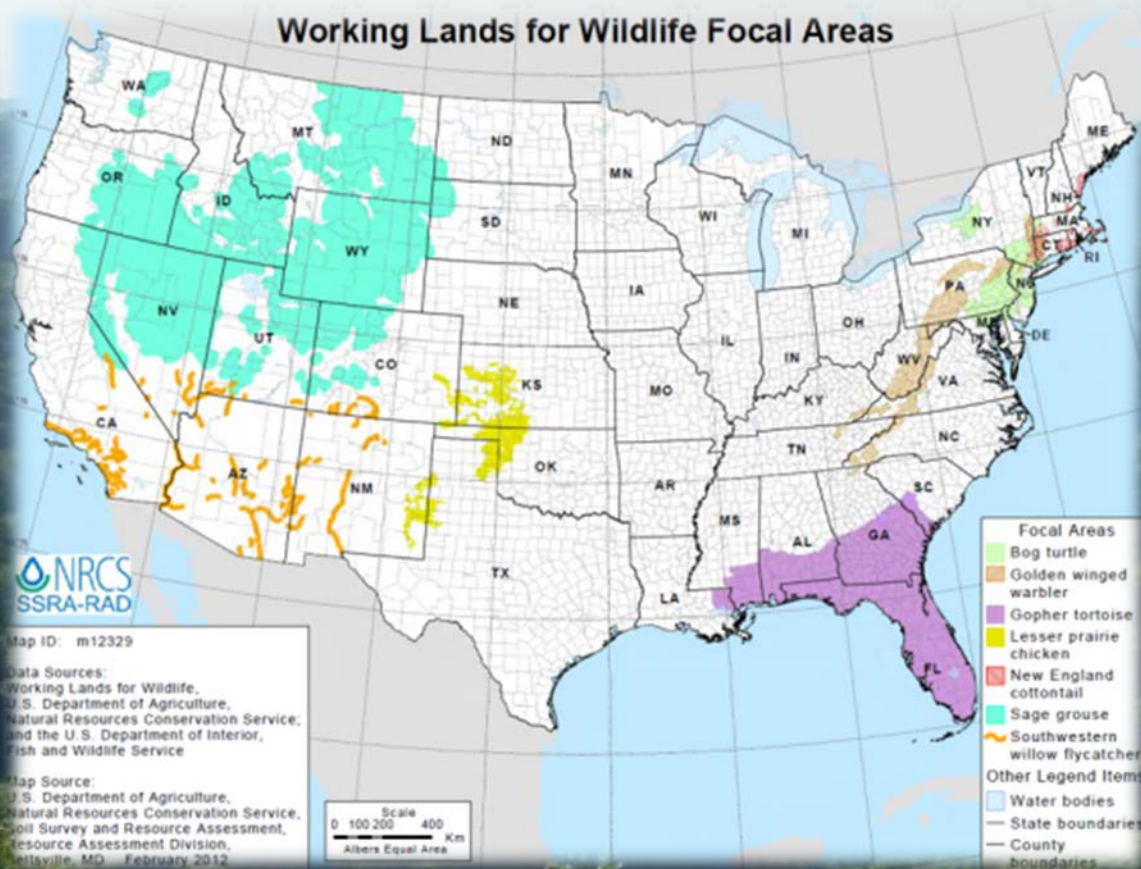 Working Lands for Wildlife Focal Areas
WA
MT
ND
MN
ME
VT
OR
ID
SD
WI
MI
NY
NH
MA
CT
RI
WY
NV
UT
NE
IA
PA
NJ
OH
DE
CO
IL
IN
WV
VA
KS
MO
KY
CA
NC
TN
AZ
NM
OK
AR
SC
MS
AL
GA
TX
LA
FL
NRCS
SSRA-RAD
Map ID: m12329
Data Sources:
Working Lands for Wildlife,
U.S. Department of Agriculture,
Natural Resources Conservation Service;
and the U.S. Department of Interior,
Fish and Wildlife Service
Map Source:
U.S. Department of Agriculture,
Natural Resources Conservation Service,
Soil Survey and Resource Assessment,
Resource Assessment Division,
Beltsville, MD February 2012
Scale
0 100 200 400
Km
Albers Equal Area
Focal Areas
Bog turtle
Golden winged
warbler
Gopher tortoise
Lesser prairie
chicken
New England
cottontail
Sage grouse
Southwestern
willow flycatcher
Other Legend Items
Water bodies
State boundaries
County
boundaries